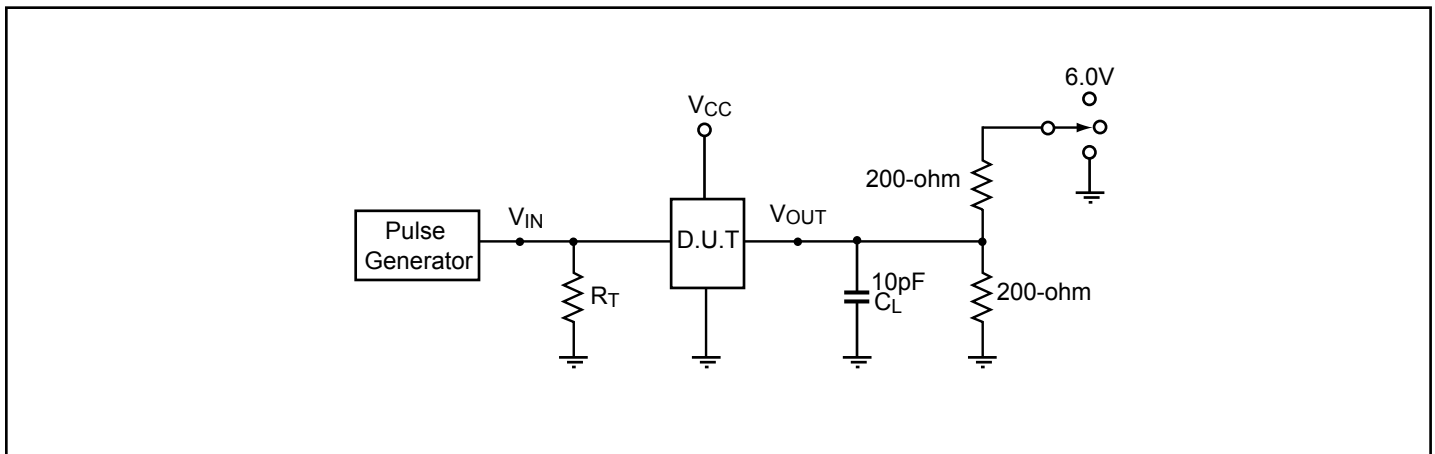 6.0V
VCC
200-ohm
Pulse
Generator
VIN
D.U.T
VOUT
RT
10pF
CL
200-ohm